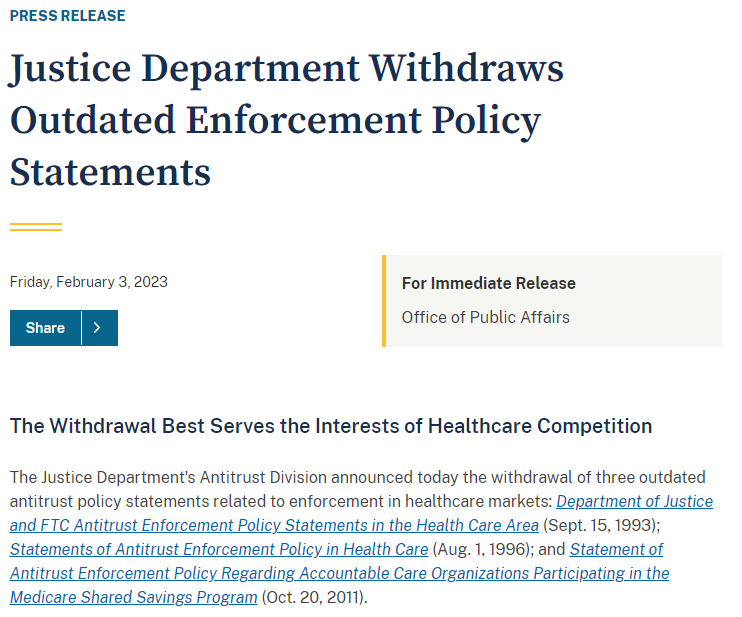 PRESS RELEASE
Justice Department Withdraws
Outdated Enforcement Policy
Statements
Friday, February 3, 2023
Share
For Immediate Release
Office of Public Affairs
The Withdrawal Best Serves the Interests of Healthcare Competition
The Justice Department's Antitrust Division announced today the withdrawal of three outdated
antitrust policy statements related to enforcement in healthcare markets: Department of Justice
and FTC Antitrust Enforcement Policy Statements in the Health Care Area (Sept. 15, 1993);
Statements of Antitrust Enforcement Policy in Health Care (Aug. 1, 1996); and Statement of
Antitrust Enforcement Policy Regarding Accountable Care Organizations Participating in the
Medicare Shared Savings Program (Oct. 20, 2011).